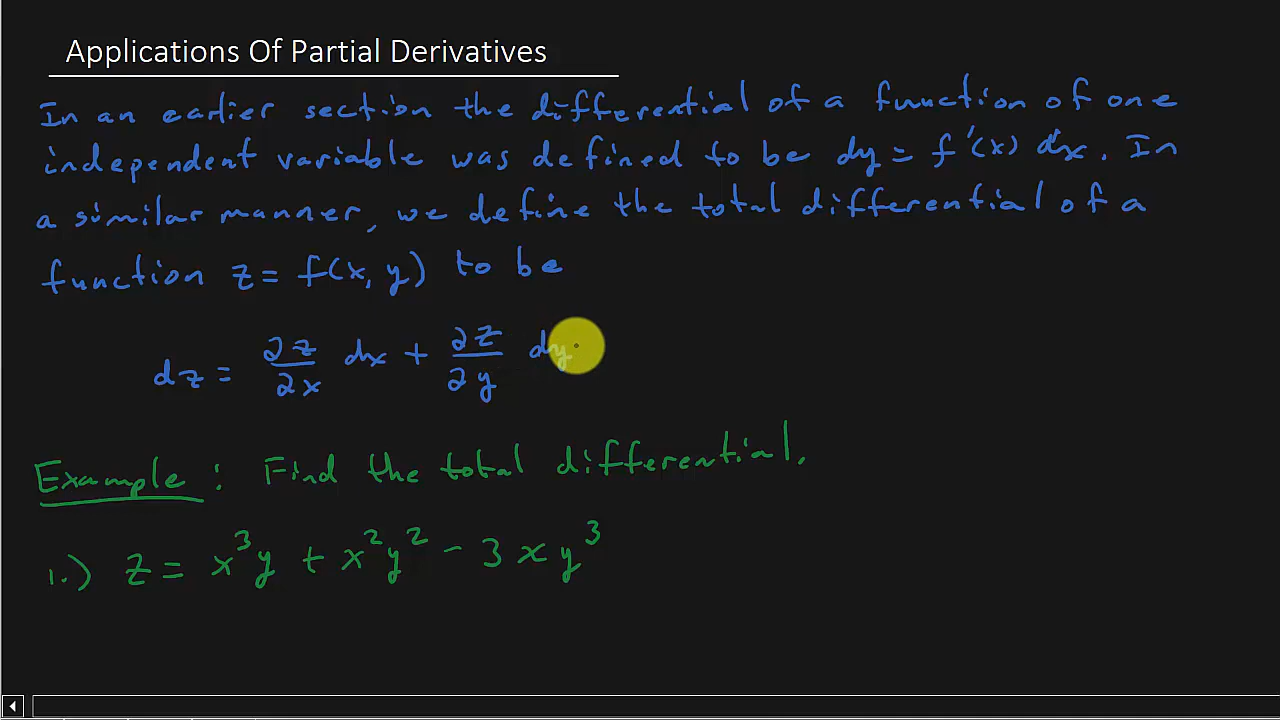 Applications Of Partial Derivatives
In an earlier section the differential of a function of one
independent variable was defined to be dy = f'(x) dx. In
a similar manner, we define the total differential of a
function z = f(x, y) to be
dz = ∂z/∂x dx + ∂z/∂y dy
Example: Find the total differential.
1.) z = x³y + x²y² - 3xy³